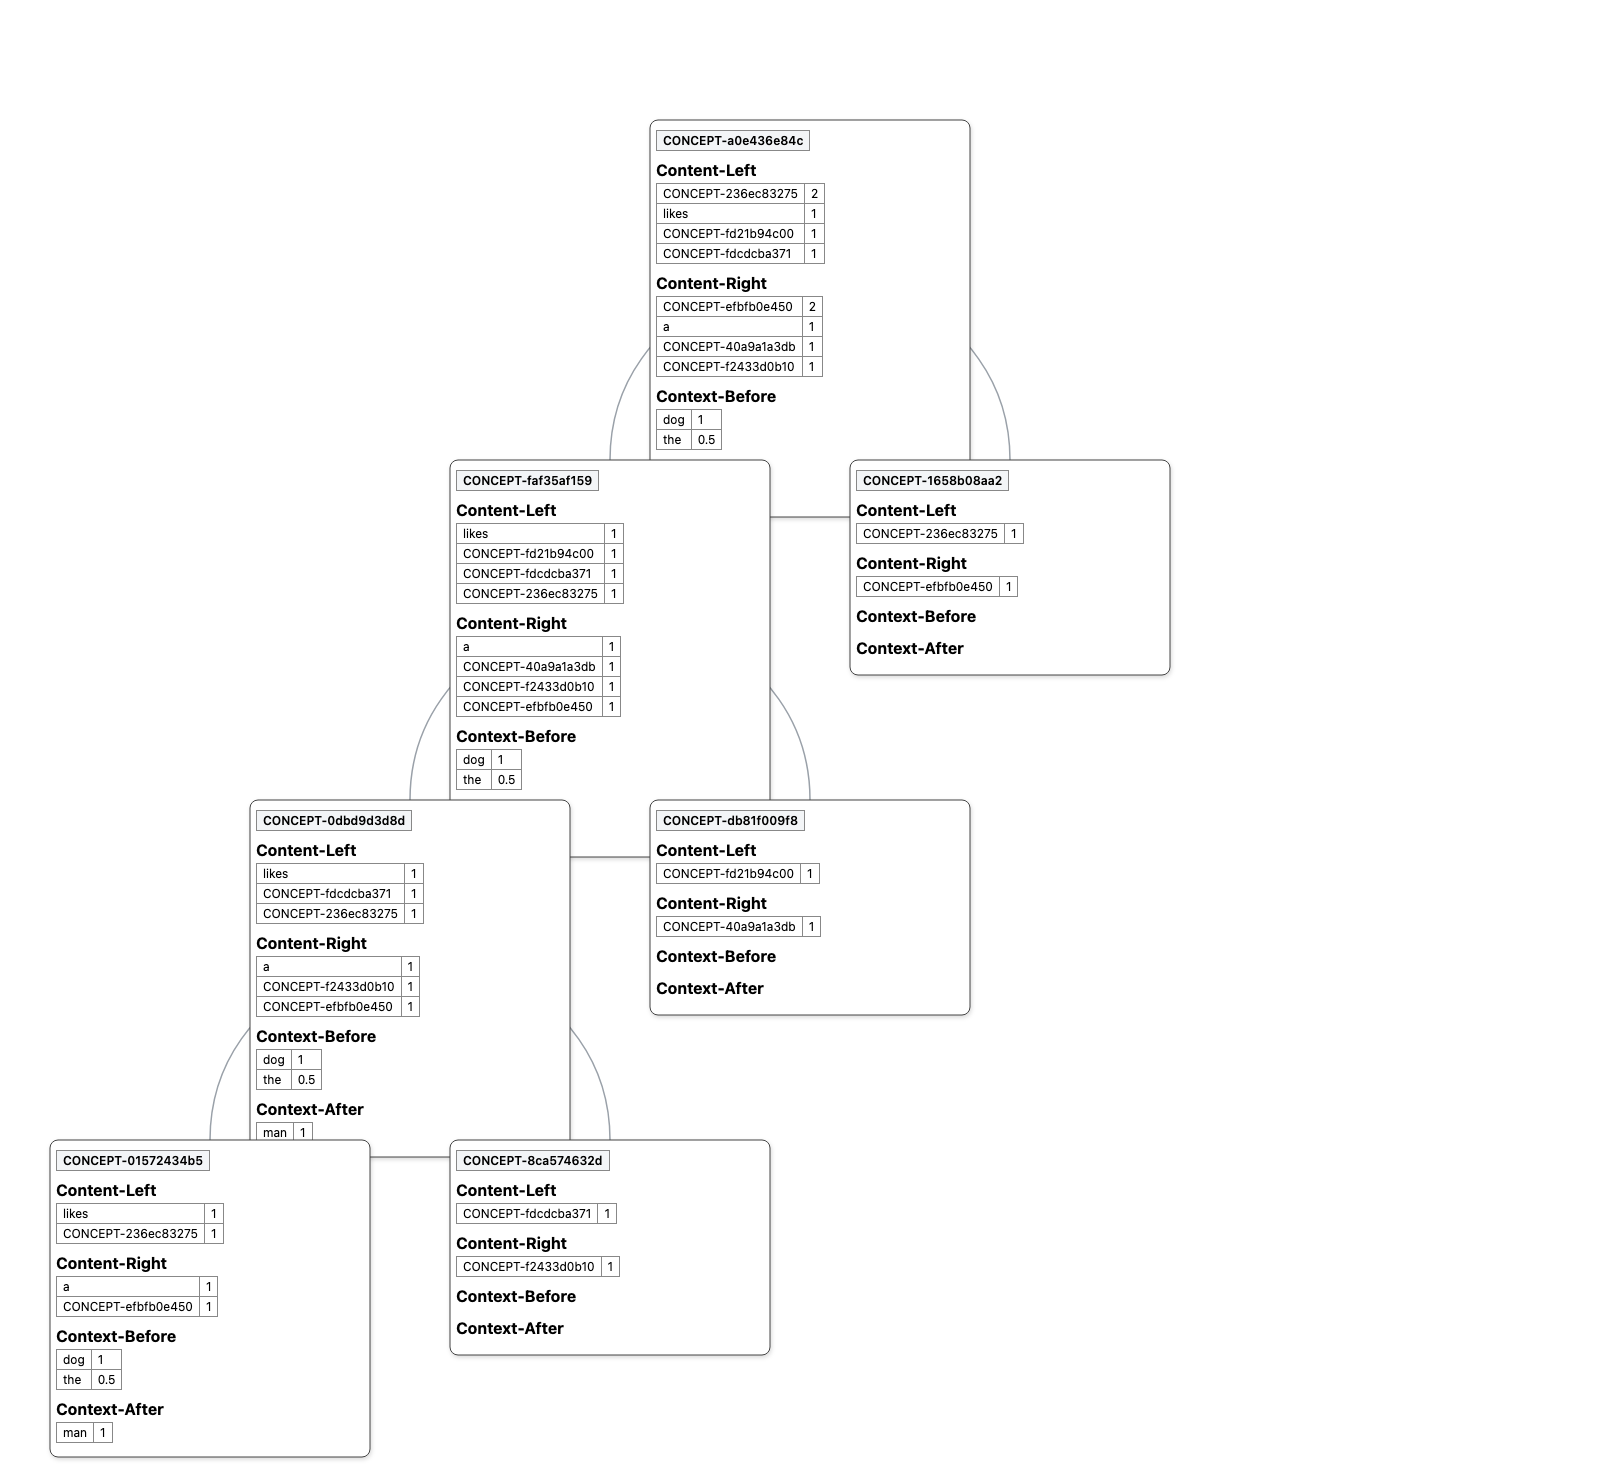 CONCEPT-a0e436e84c
Content-Left
CONCEPT-236ec83275 2
likes 1
CONCEPT-fd21b94c00 1
CONCEPT-fdcdcba371 1
Content-Right
CONCEPT-efbfb0e450 2
a 1
CONCEPT-40a9a1a3db 1
CONCEPT-f2433d0b10 1
Context-Before
dog 1
the 0.5
CONCEPT-faf35af159
Content-Left
likes 1
CONCEPT-fd21b94c00 1
CONCEPT-fdcdcba371 1
CONCEPT-236ec83275 1
Content-Right
a 1
CONCEPT-40a9a1a3db 1
CONCEPT-f2433d0b10 1
CONCEPT-efbfb0e450 1
Context-Before
dog 1
the 0.5
CONCEPT-1658b08aa2
Content-Left
CONCEPT-236ec83275 1
Content-Right
CONCEPT-efbfb0e450 1
Context-Before
Context-After
CONCEPT-0dbd9d3d8d
Content-Left
likes 1
CONCEPT-fdcdcba371 1
CONCEPT-236ec83275 1
Content-Right
a 1
CONCEPT-f2433d0b10 1
CONCEPT-efbfb0e450 1
Context-Before
dog 1
the 0.5
Context-After
man 1
CONCEPT-db81f009f8
Content-Left
CONCEPT-fd21b94c00 1
Content-Right
CONCEPT-40a9a1a3db 1
Context-Before
Context-After
CONCEPT-01572434b5
Content-Left
likes 1
CONCEPT-236ec83275 1
Content-Right
a 1
CONCEPT-efbfb0e450 1
Context-Before
dog 1
the 0.5
Context-After
man 1
CONCEPT-8ca574632d
Content-Left
CONCEPT-fdcdcba371 1
Content-Right
CONCEPT-f2433d0b10 1
Context-Before
Context-After